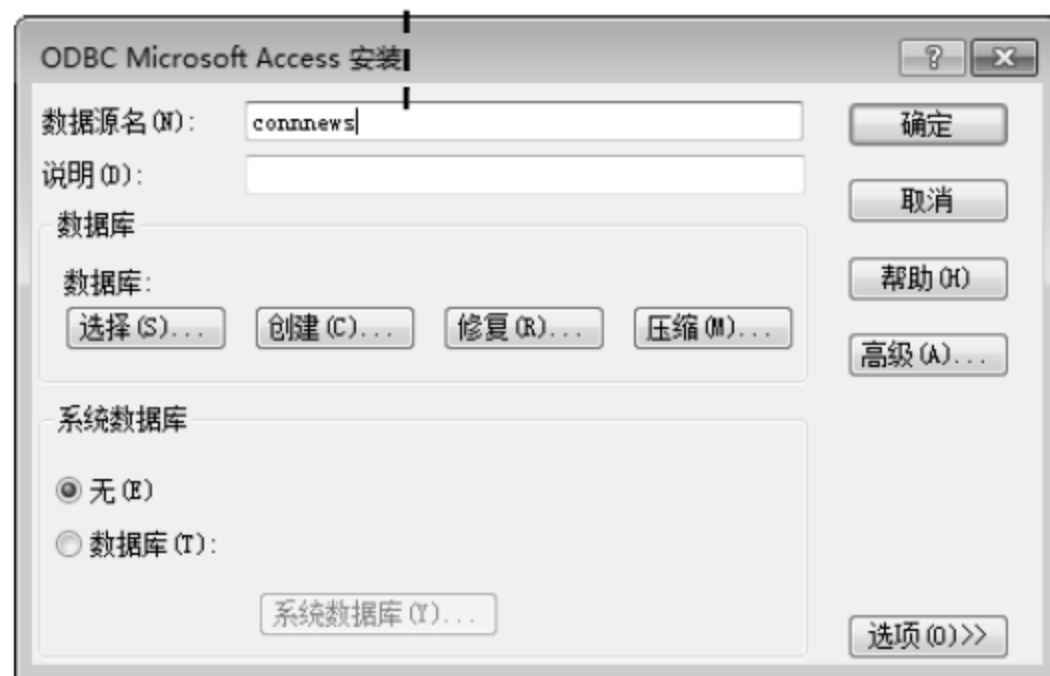 ODBC Microsoft Access 安装
数据源名(N): connnews
确定
说明(D):
取消
数据库
数据库:
帮助(H)
选择(S)... 创建(C)... 修复(R)... 压缩(M)...
高级(A)...
系统数据库
无(E)
数据库(T):
系统数据库(Y)...
选项(O)>>